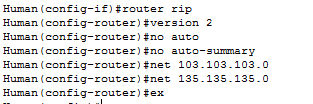 Human(config-if)#router rip
Human(config-router)#version 2
Human(config-router)#no auto
Human(config-router)#no auto-summary
Human(config-router)#net 103.103.103.0
Human(config-router)#net 135.135.135.0
Human(config-router)#ex